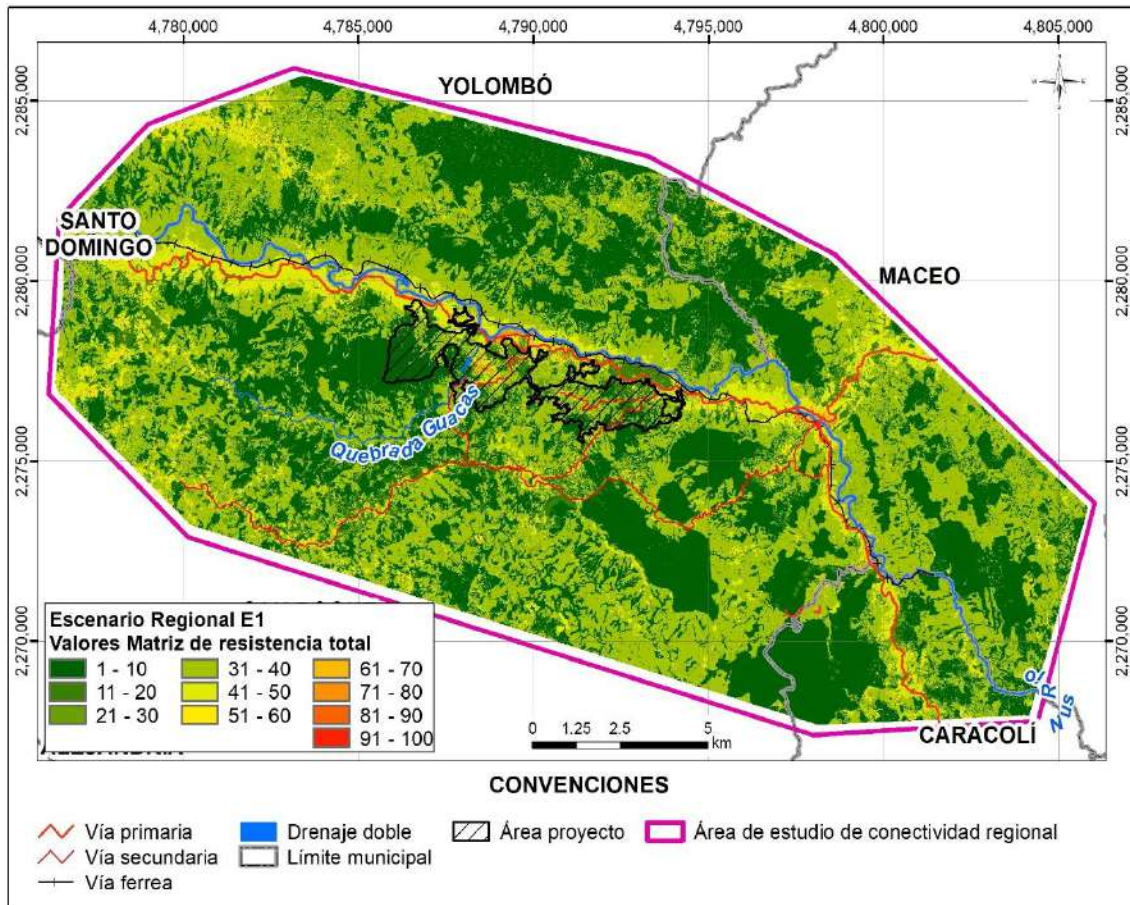 4,780,000 4,785,000 4,790,000 4,795,000 4,800,000 4,805,000
2,285,000 2,285,000
YOLOMBÓ
SANTO
DOMINGO
2,280,000 2,280,000
MACEO
Quebrada Guacas
2,275,000 2,275,000
2,270,000 2,270,000
Río
Nus
CARACOLÍ
Escenario Regional E1
Valores Matriz de resistencia total
1 - 10 31 - 40 61 - 70
11 - 20 41 - 50 71 - 80
21 - 30 51 - 60 81 - 90
91 - 100
0 1.25 2.5 5
km
CONVENCIONES
Vía primaria Drenaje doble Área proyecto Área de estudio de conectividad regional
Vía secundaria Límite municipal
Vía ferrea